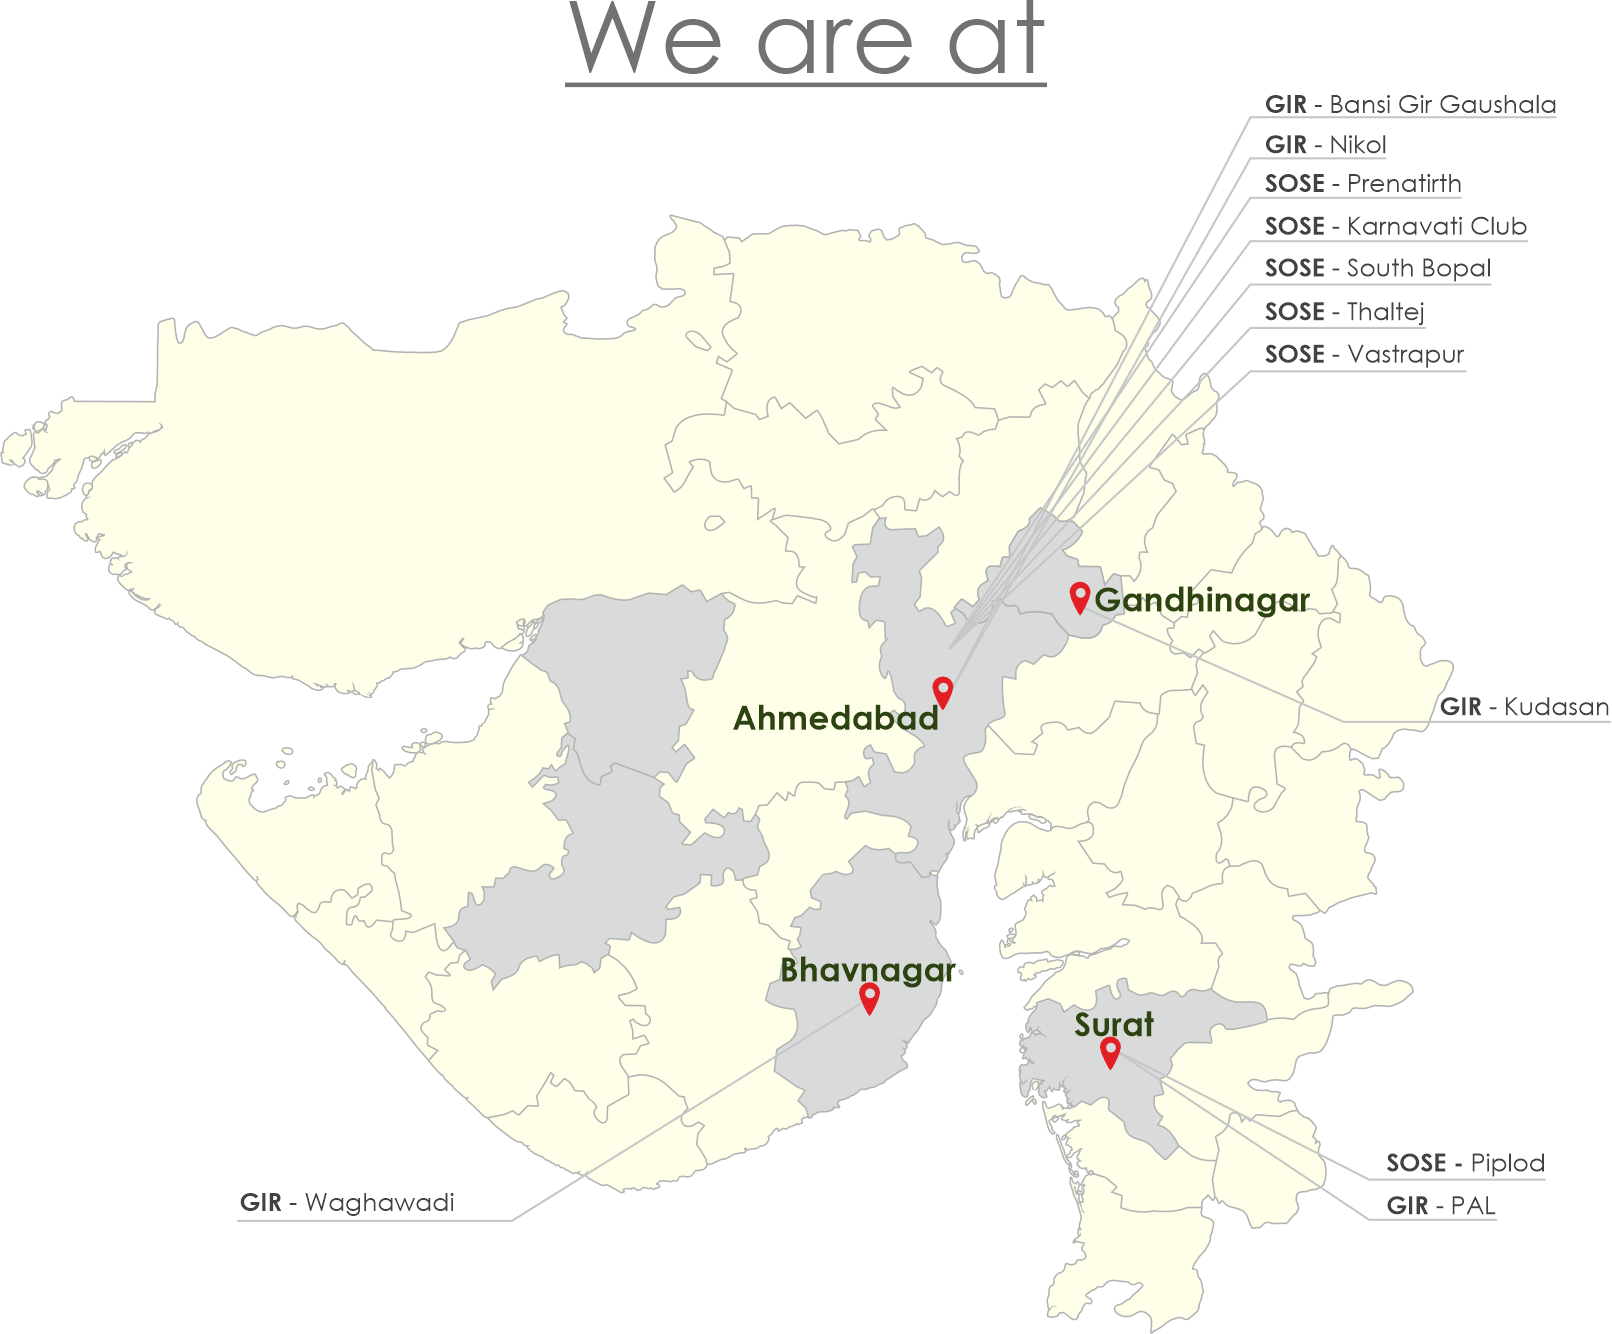 We are at
GIR - Bansi Gir Gaushala
GIR - Nikol
SOSE - Prenatirth
SOSE - Karnavati Club
SOSE - South Bopal
SOSE - Thaltej
SOSE - Vastrapur
Gandhinagar
GIR - Kudasan
Ahmedabad
Bhavnagar
Surat
SOSE - Piplod
GIR - Waghawadi
GIR - PAL